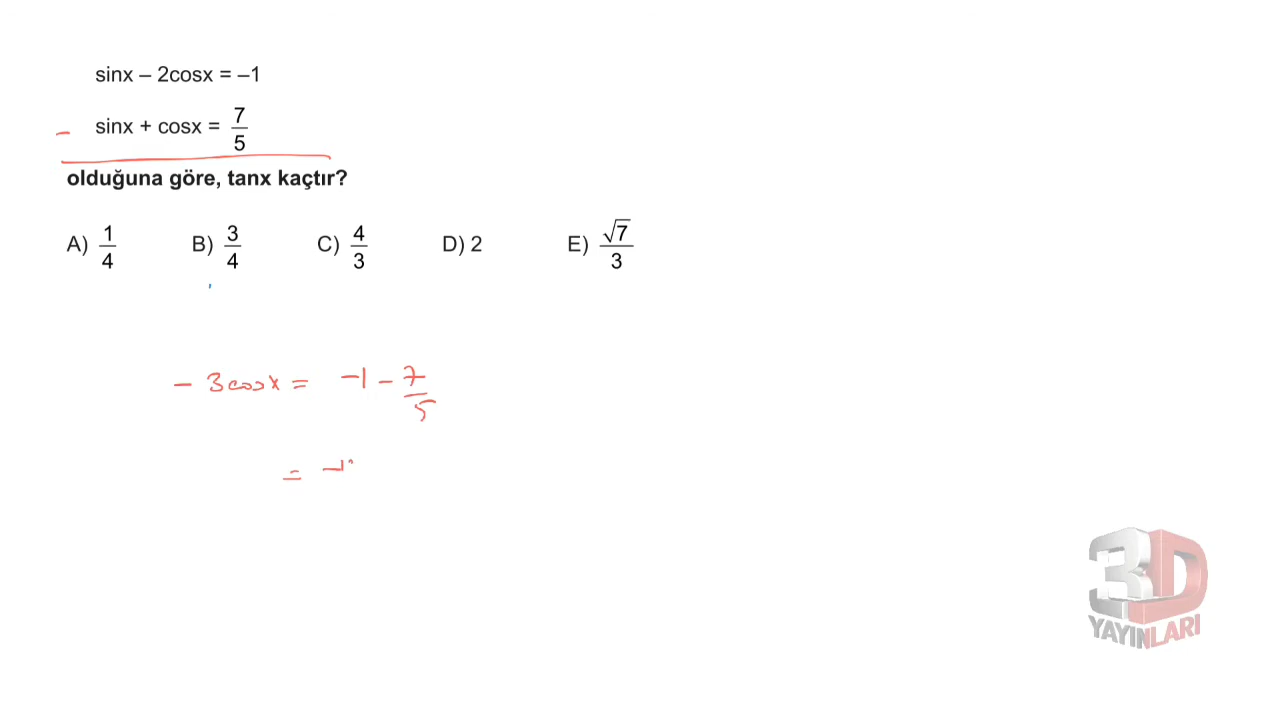 sinx – 2cosx = –1
sinx + cosx = 7/5
–
olduğuna göre, tanx kaçtır?
A) 1/4 B) 3/4 C) 4/3 D) 2 E) √7/3
– 3cosx = –1 – 7/5
=
3D
YAYINLARI